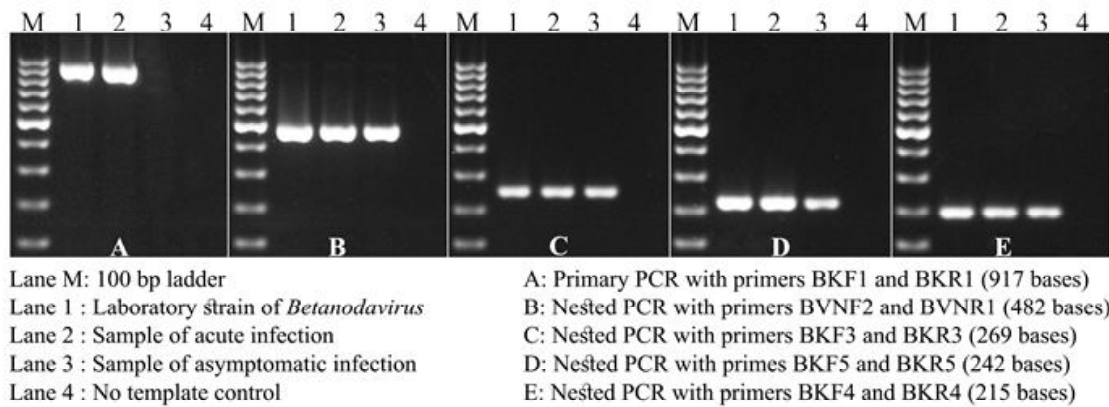 M 1 2 3 4 M 1 2 3 4 M 1 2 3 4 M 1 2 3 4 M 1 2 3 4
A B C D E
Lane M: 100 bp ladder
Lane 1 : Laboratory strain of Betanodavirus
Lane 2 : Sample of acute infection
Lane 3 : Sample of asymptomatic infection
Lane 4 : No template control
A: Primary PCR with primers BKF1 and BKR1 (917 bases)
B: Nested PCR with primers BVNF2 and BVNR1 (482 bases)
C: Nested PCR with primers BKF3 and BKR3 (269 bases)
D: Nested PCR with primes BKF5 and BKR5 (242 bases)
E: Nested PCR with primers BKF4 and BKR4 (215 bases)